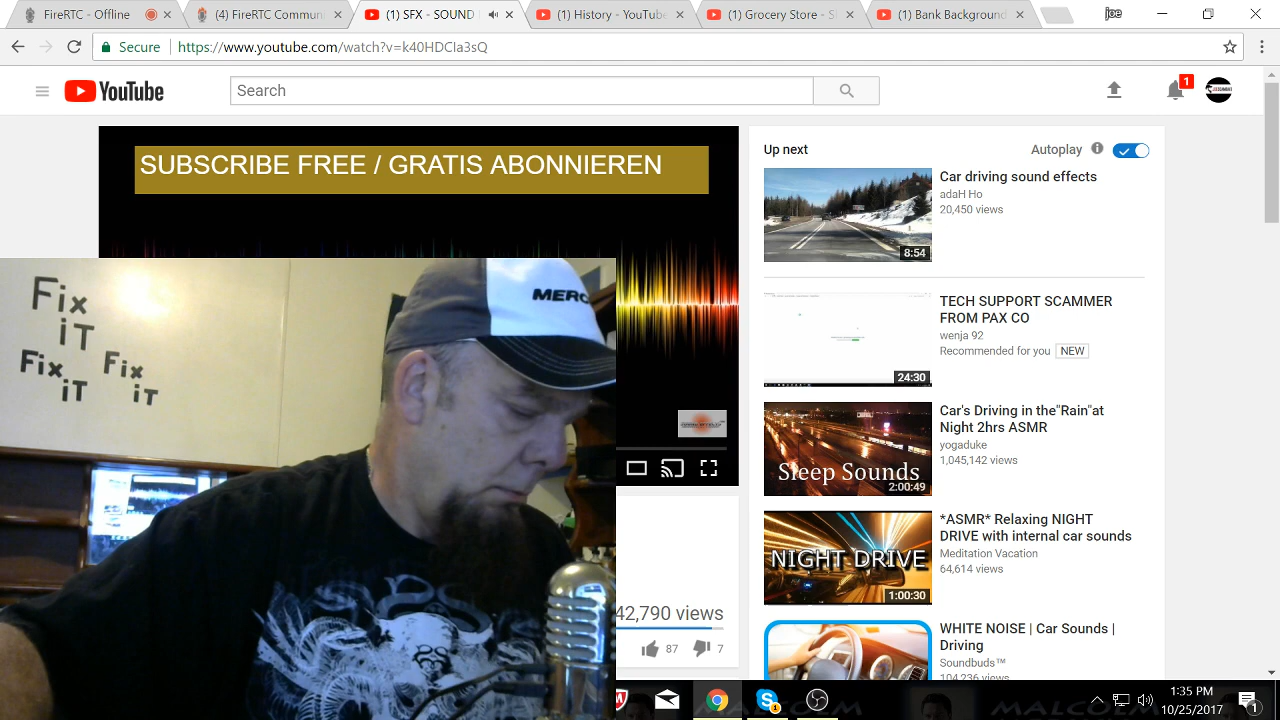 FireRTC - Offline
(4) FireRTC Commun
(1) SFX - SOUND
(1) History - YouTube
(1) Grocery Store - S
(1) Bank Background
joe
Secure
https://www.youtube.com/watch?v=k40HDCIa3sQ
YouTube
Search
1
SUBSCRIBE FREE / GRATIS ABONNIEREN
Fix
iT
Fix
iT
Fix
iT
MERC
42,790 views
87
7
Up next
Autoplay
Car driving sound effects
adaH Ho
20,450 views
8:54
TECH SUPPORT SCAMMER
FROM PAX CO
wenja 92
Recommended for you NEW
24:30
Car's Driving in the"Rain"at
Night 2hrs ASMR
yogaduke
1,045,142 views
Sleep Sounds
2:00:49
*ASMR* Relaxing NIGHT
DRIVE with internal car sounds
Meditation Vacation
64,614 views
NIGHT DRIVE
1:00:30
WHITE NOISE | Car Sounds |
Driving
Soundbuds™
104,236 views
1:35 PM
10/25/2017